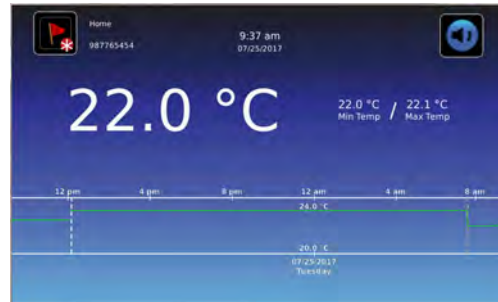 Home
987765454
9:37 am
07/25/2017
22.0 °C
22.0 °C / 22.1 °C
Min Temp Max Temp
12 pm 4 pm 8 pm 12 am 4 am 8 am
24.0 °C
20.0 °C
07/25/2017
Tuesday